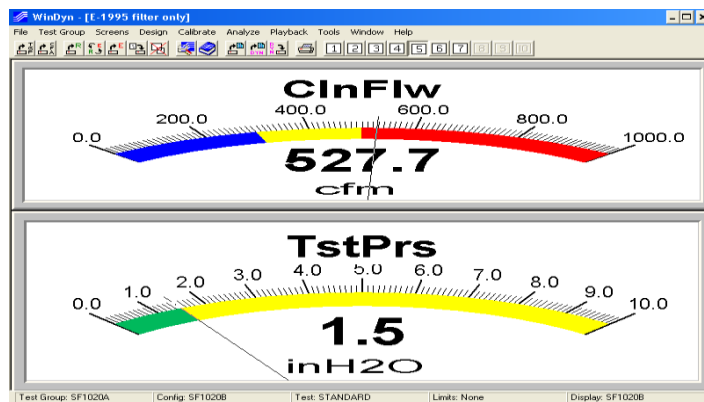 WinDyn - [E-1995 filter only]
File Test Group Screens Design Calibrate Analyze Playback Tools Window Help
1 2 3 4 5 6 7 8 9 10
ClnFlw
0.0 200.0 400.0 600.0 800.0 1000.0
527.7
cfm
TstPrs
0.0 1.0 2.0 3.0 4.0 5.0 6.0 7.0 8.0 9.0 10.0
1.5
inH2O
Test Group: SF1020A Config: SF1020B Test: STANDARD Limits: None Display: SF1020B